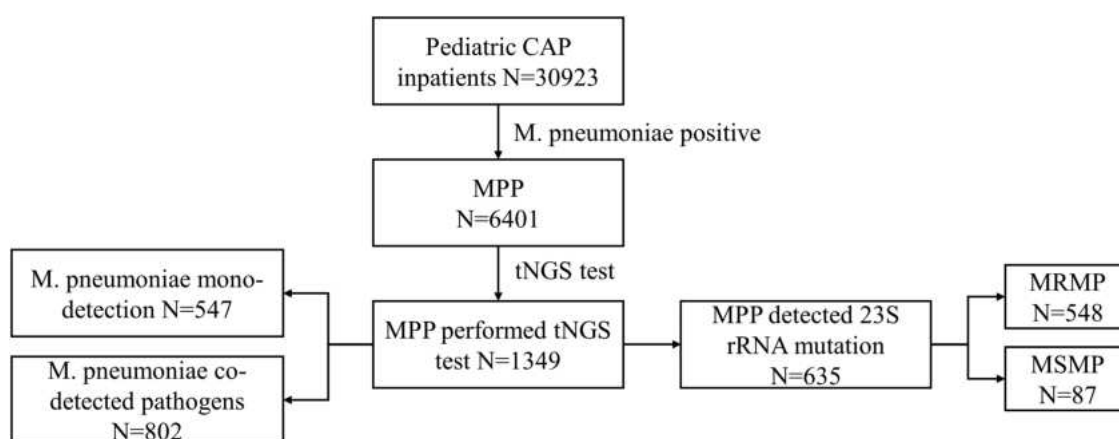 Pediatric CAP
inpatients N=30923
M. pneumoniae positive
MPP
N=6401
tNGS test
M. pneumoniae mono-
detection N=547
M. pneumoniae co-
detected pathogens
N=802
MPP performed tNGS
test N=1349
MPP detected 23S
rRNA mutation
N=635
MRMP
N=548
MSMP
N=87